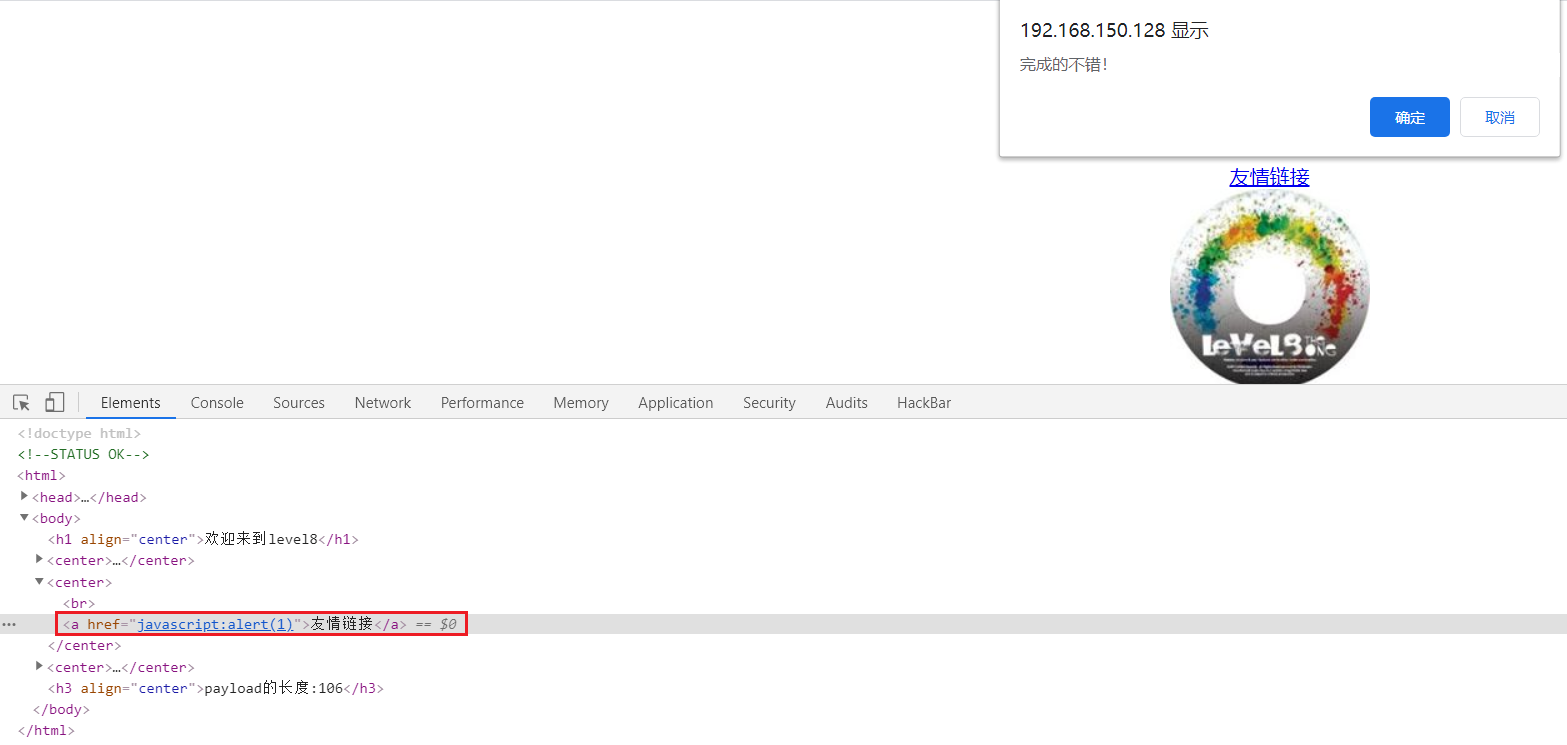 192.168.150.128 显示
完成的不错！
确定 取消
友情链接
LeVeL8 THE SONG
Elements Console Sources Network Performance Memory Application Security Audits HackBar
<!doctype html>
<!--STATUS OK-->
<html>
<head>…</head>
<body>
<h1 align="center">欢迎来到level8</h1>
<center>…</center>
<center>
<br>
<a href="javascript:alert(1)">友情链接</a> == $0
</center>
<center>…</center>
<h3 align="center">payload的长度:106</h3>
</body>
</html>